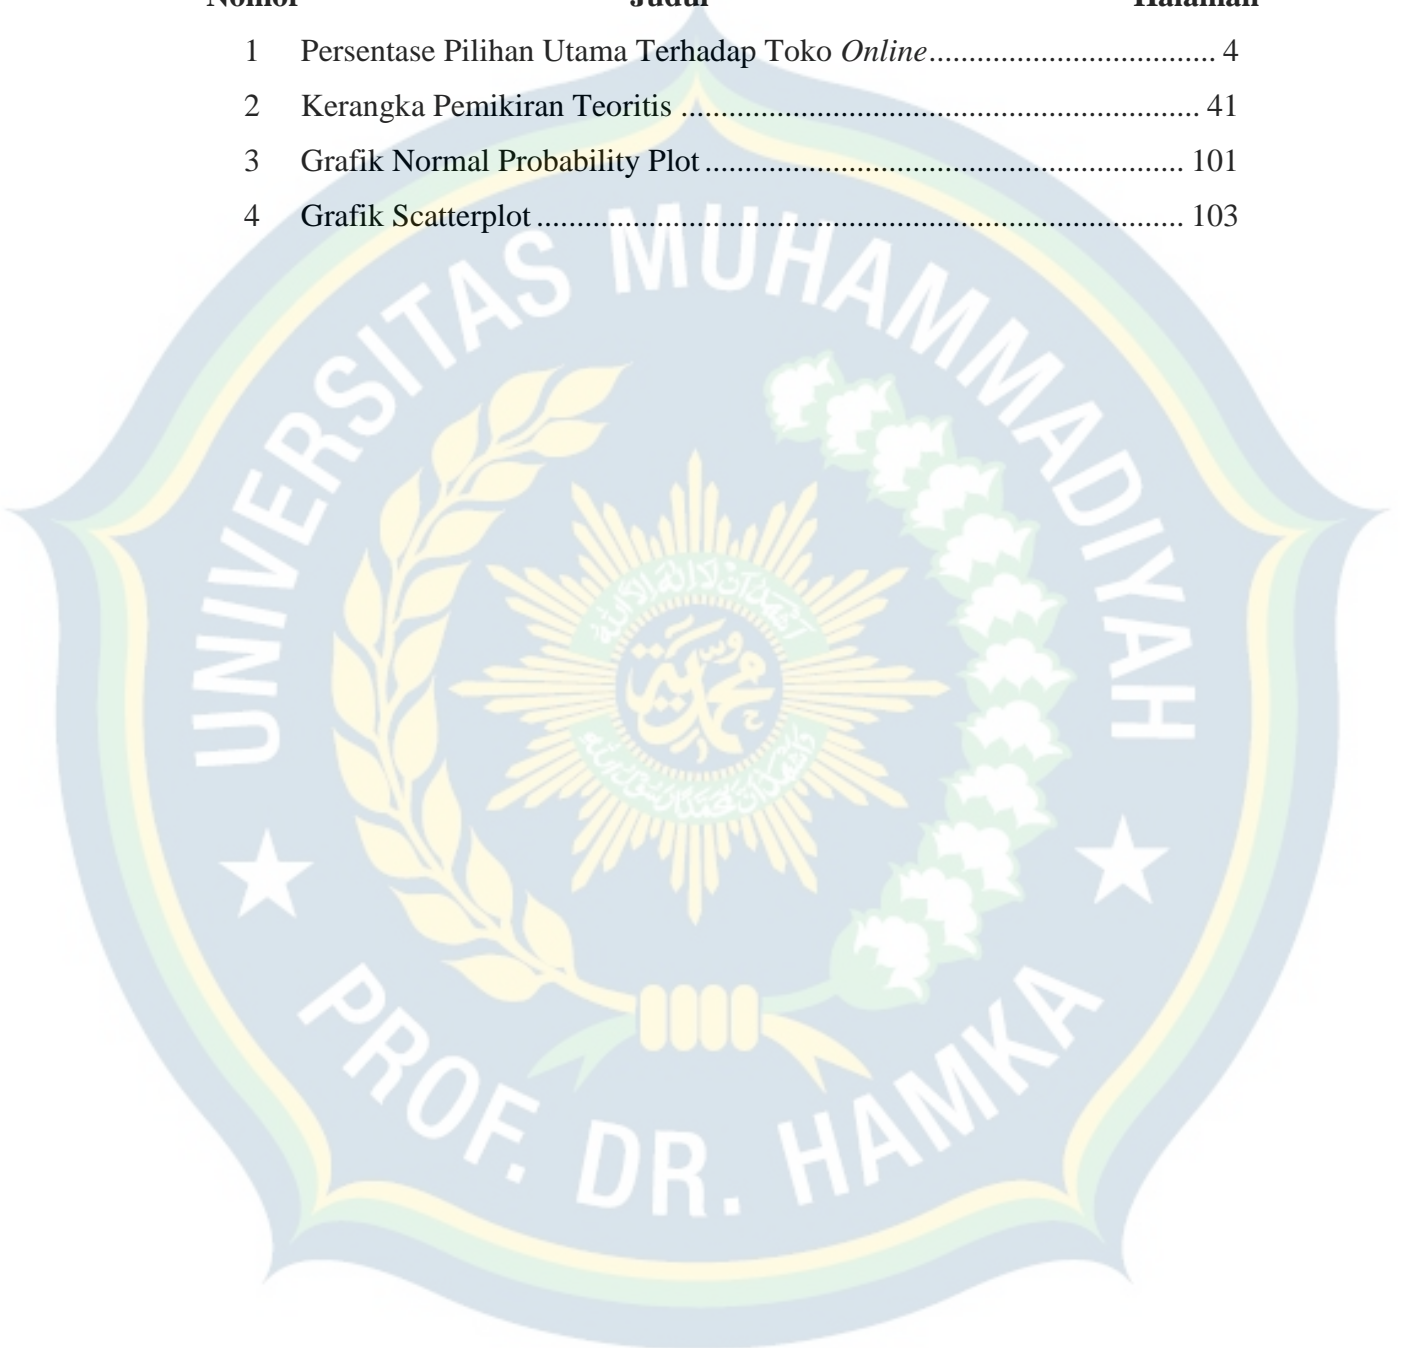 Nomor Judul Halaman
1 Persentase Pilihan Utama Terhadap Toko Online................................... 4
2 Kerangka Pemikiran Teoritis ................................................................ 41
3 Grafik Normal Probability Plot........................................................... 101
4 Grafik Scatterplot................................................................................ 103
UNIVERSITAS MUHAMMADIYAH
PROF. DR. HAMKA